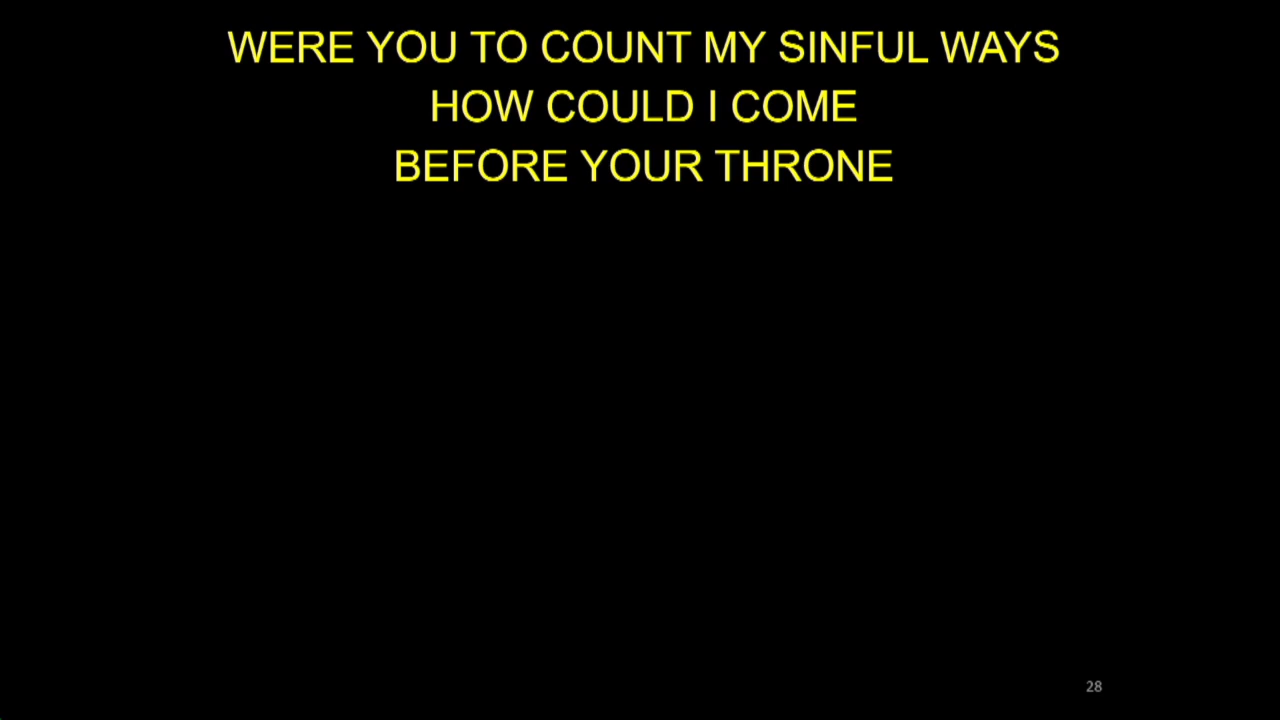 WERE YOU TO COUNT MY SINFUL WAYS
HOW COULD I COME
BEFORE YOUR THRONE
28